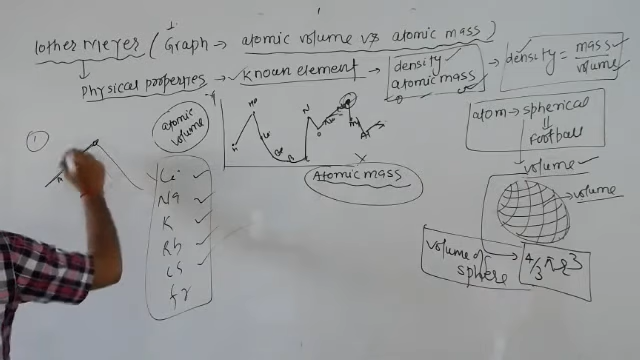 Lother Meyer (Graph → atomic volume vs atomic mass)
Physical properties → Known element → density
atomic mass
→ density = mass
volume
atomic
volume
Atomic mass
atom → spherical
Football
volume
volume
volume of
sphere
4/3 πr³
①
Li
Na
K
Rb
Cs
Fr